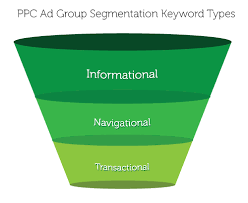 PPC Ad Group Segmentation Keyword Types
Informational
Navigational
Transactional